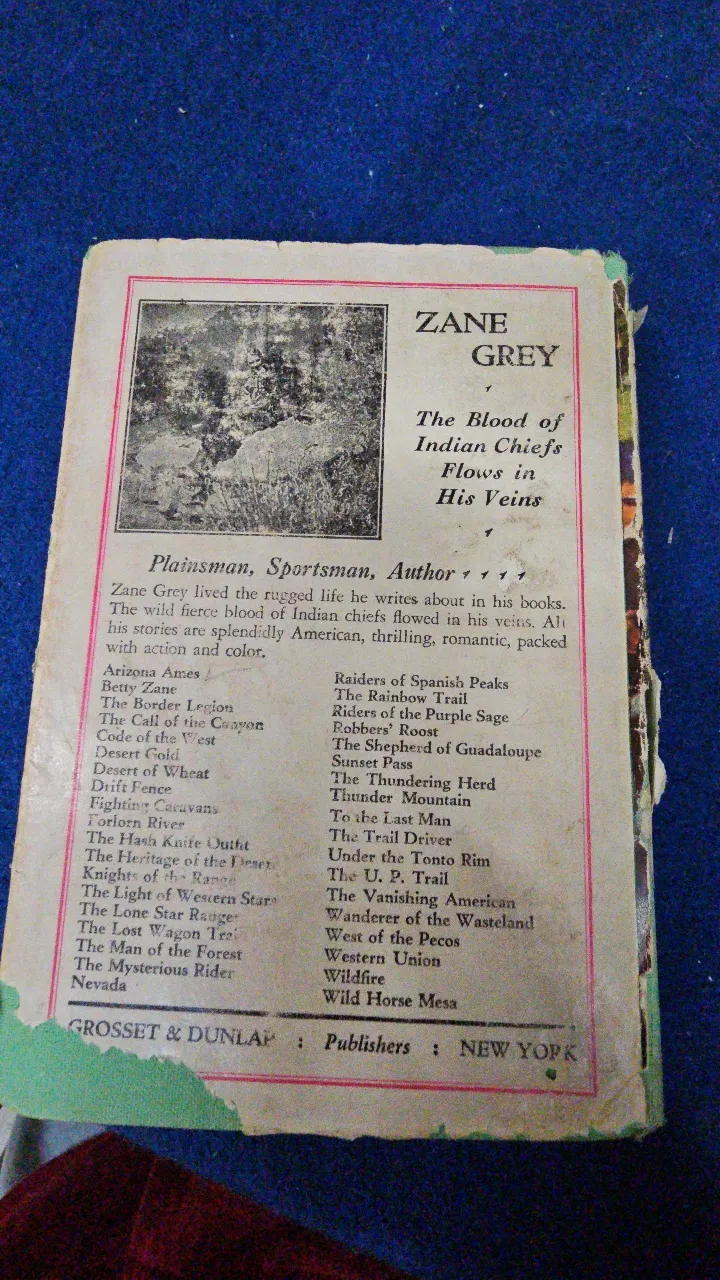 ZANE
GREY
The Blood of
Indian Chiefs
Flows in
His Veins
Plainsman, Sportsman, Author
Zane Grey lived the rugged life he writes about in his books.
The wild fierce blood of Indian chiefs flowed in his veins. All
his stories are splendidly American, thrilling, romantic, packed
with action and color.
Arizona Ames
Betty Zane
The Border Legion
The Call of the Canyon
Code of the West
Desert Gold
Desert of Wheat
Drift Fence
Fighting Caravans
Forlorn River
The Hash Knife Outfit
The Heritage of the Desert
Knights of the Range
The Light of Western Stars
The Lone Star Ranger
The Lost Wagon Train
The Man of the Forest
The Mysterious Rider
Nevada
Raiders of Spanish Peaks
The Rainbow Trail
Riders of the Purple Sage
Robbers' Roost
The Shepherd of Guadaloupe
Sunset Pass
The Thundering Herd
Thunder Mountain
To the Last Man
The Trail Driver
Under the Tonto Rim
The U. P. Trail
The Vanishing American
Wanderer of the Wasteland
West of the Pecos
Western Union
Wildfire
Wild Horse Mesa
GROSSET & DUNLAP : Publishers : NEW YORK